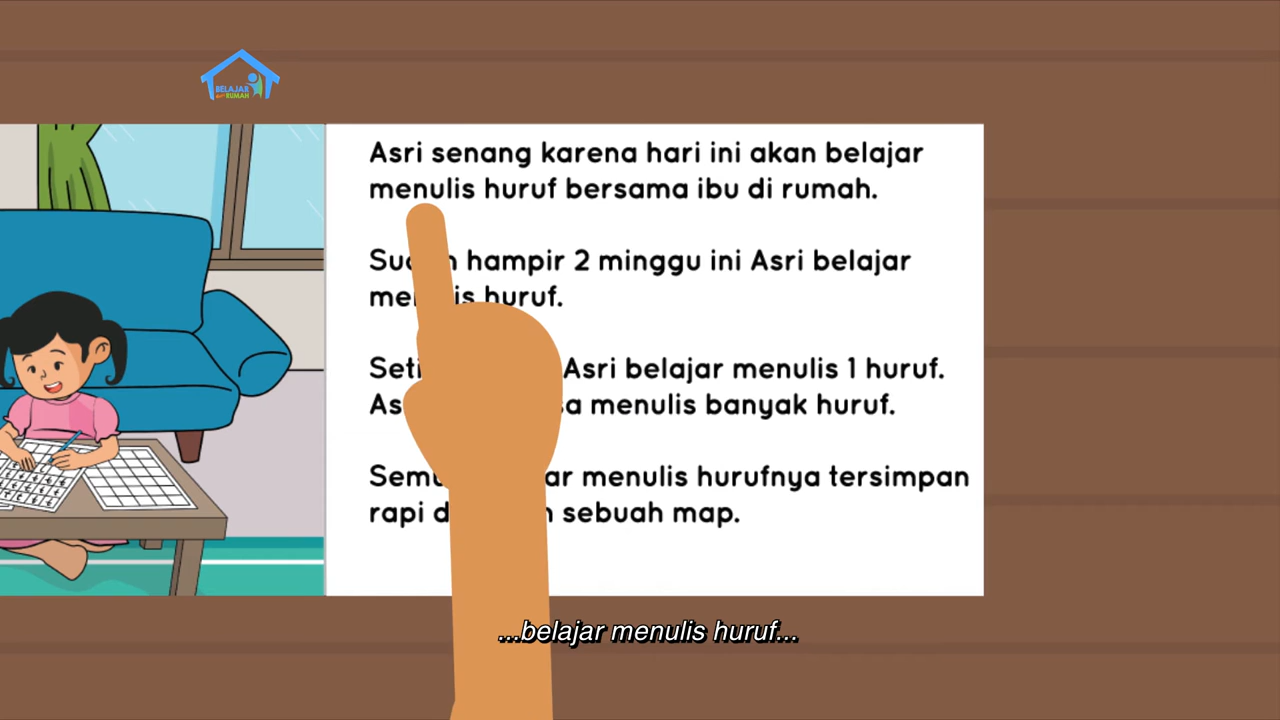 BELAJAR
dari RUMAH
Asri senang karena hari ini akan belajar
menulis huruf bersama ibu di rumah.
hampir 2 minggu ini Asri belajar
huruf.
Asri belajar menulis 1 huruf.
menulis banyak huruf.
menulis hurufnya tersimpan
rapi sebuah map.
...belajar menulis huruf...